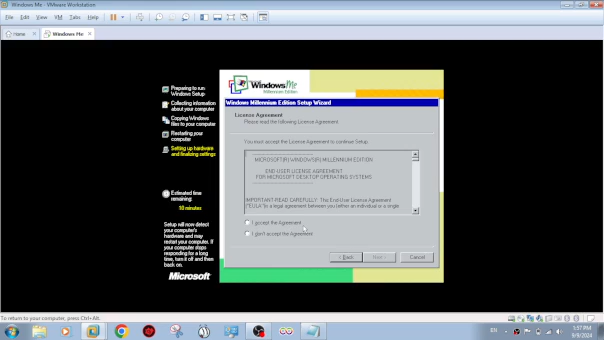 Windows Me - VMware Workstation
File Edit View VM Tabs Help
Home
Windows Me
Preparing to run
Windows Setup
Collecting information
about your computer
Copying Windows
files to your computer
Restarting your
computer
Setting up hardware
and finalizing settings
Estimated time
remaining:
18 minutes
Setup will now detect
your computer's
hardware and may
restart your computer. If
your computer stops
responding for a long
time, turn it off and then
back on.
Microsoft
Windows Me
Millennium Edition
Windows Millennium Edition Setup Wizard
License Agreement
Please read the following License Agreement.
You must accept the License Agreement to continue Setup.
MICROSOFT(R) WINDOWS(R) MILLENNIUM EDITION
END-USER LICENSE AGREEMENT
FOR MICROSOFT DESKTOP OPERATING SYSTEMS
IMPORTANT-READ CAREFULLY: This End-User License Agreement
("EULA") is a legal agreement between you (either an individual or a single
I accept the Agreement
I don't accept the Agreement
< Back
Next >
Cancel
To return to your computer, press Ctrl+Alt.
EN
5:57 PM
9/9/2024